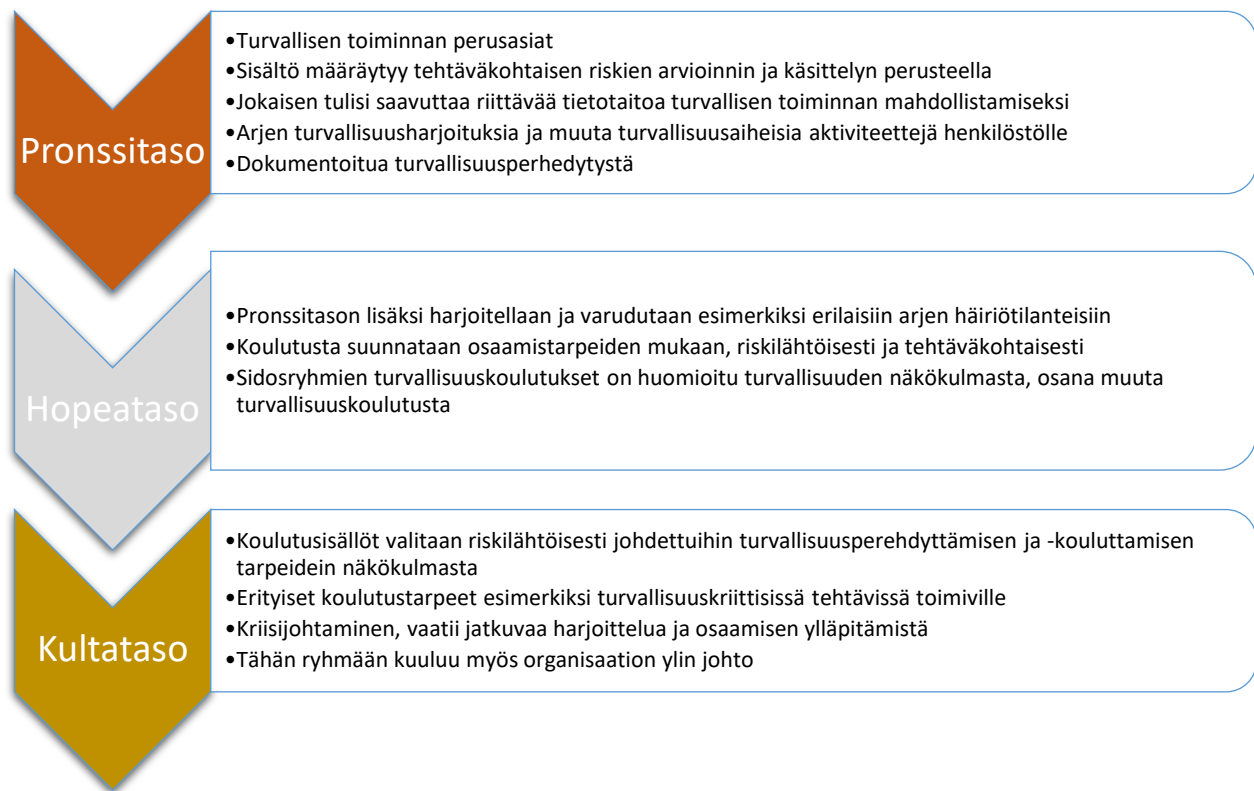 Pronssitaso
•Turvallisen toiminnan perusasiat
•Sisältö määräytyy tehtäväkohtaisen riskien arvioinnin ja käsittelyn perusteella
•Jokaisen tulisi saavuttaa riittävää tietotaitoa turvallisen toiminnan mahdollistamiseksi
•Arjen turvallisuusharjoituksia ja muuta turvallisuusaiheisia aktiviteettejä henkilöstölle
•Dokumentoitua turvallisuusperhedytystä
Hopeataso
•Pronssitason lisäksi harjoitellaan ja varudutaan esimerkiksi erilaisiin arjen häiriötilanteisiin
•Koulutusta suunnataan osaamistarpeiden mukaan, riskilähtöisesti ja tehtäväkohtaisesti
•Sidosryhmien turvallisuuskoulutukset on huomioitu turvallisuuden näkökulmasta, osana muuta
turvallisuuskoulutusta
Kultataso
•Koulutusisällöt valitaan riskilähtöisesti johdettuihin turvallisuusperehdyttämisen ja -kouluttamisen
tarpeidein näkökulmasta
•Erityiset koulutustarpeet esimerkiksi turvallisuuskriittisissä tehtävissä toimiville
•Kriisijohtaminen, vaatii jatkuvaa harjoittelua ja osaamisen ylläpitämistä
•Tähän ryhmään kuuluu myös organisaation ylin johto